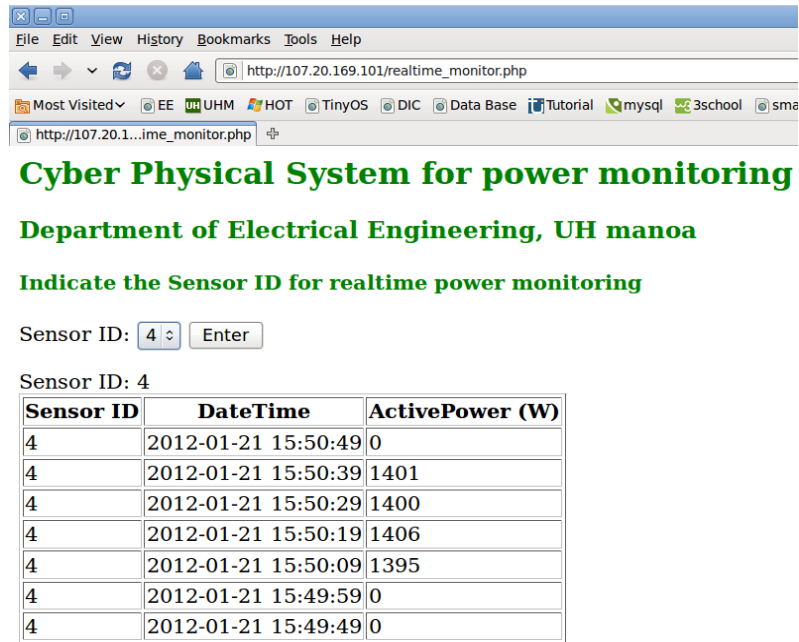 File Edit View History Bookmarks Tools Help
http://107.20.169.101/realtime_monitor.php
Most Visited EE UH UHM HOT TinyOS DIC Data Base Tutorial mysql 3school sma
http://107.20.1...ime_monitor.php
Cyber Physical System for power monitoring
Department of Electrical Engineering, UH manoa
Indicate the Sensor ID for realtime power monitoring
Sensor ID: 4 Enter
Sensor ID: 4
Sensor ID DateTime ActivePower (W)
4 2012-01-21 15:50:49 0
4 2012-01-21 15:50:39 1401
4 2012-01-21 15:50:29 1400
4 2012-01-21 15:50:19 1406
4 2012-01-21 15:50:09 1395
4 2012-01-21 15:49:59 0
4 2012-01-21 15:49:49 0